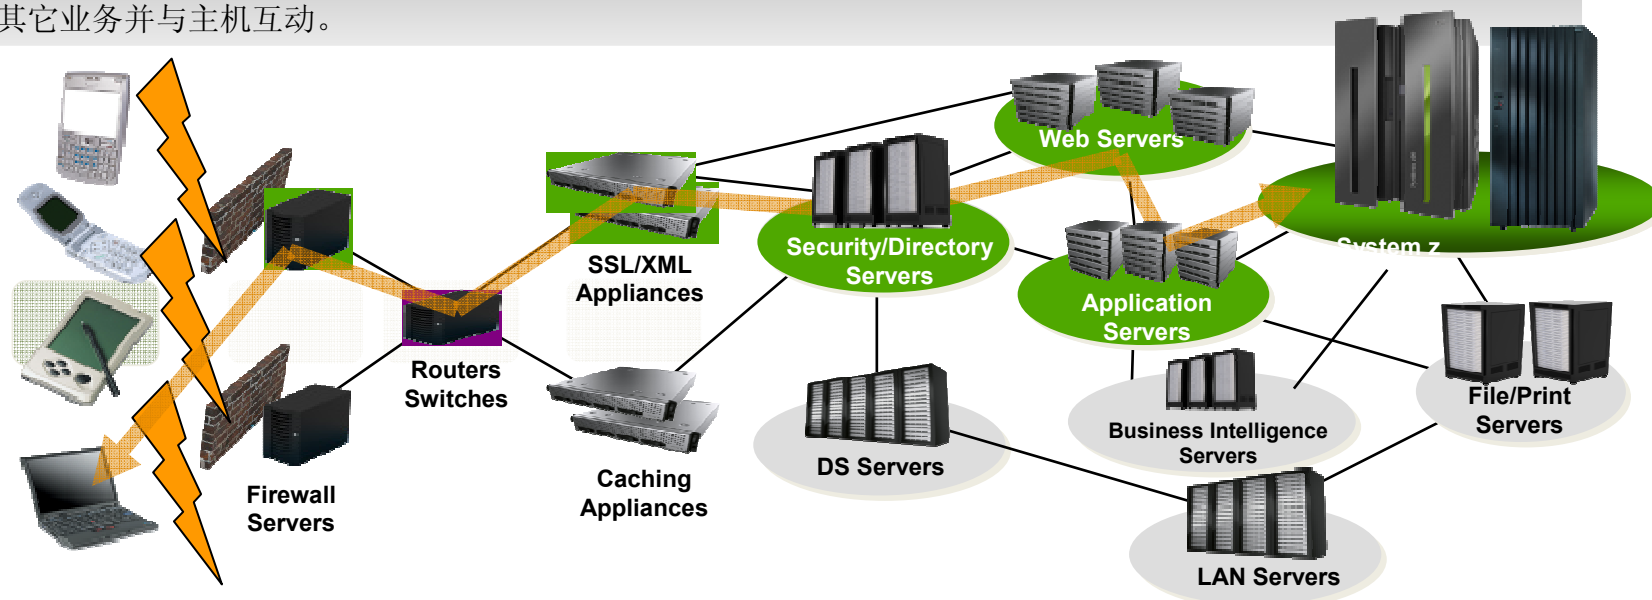 其它业务并与主机互动。
Web Servers
Security/Directory
Servers
System z
SSL/XML
Appliances
Application
Servers
Routers
Switches
File/Print
Servers
Business Intelligence
Servers
DS Servers
Caching
Appliances
Firewall
Servers
LAN Servers